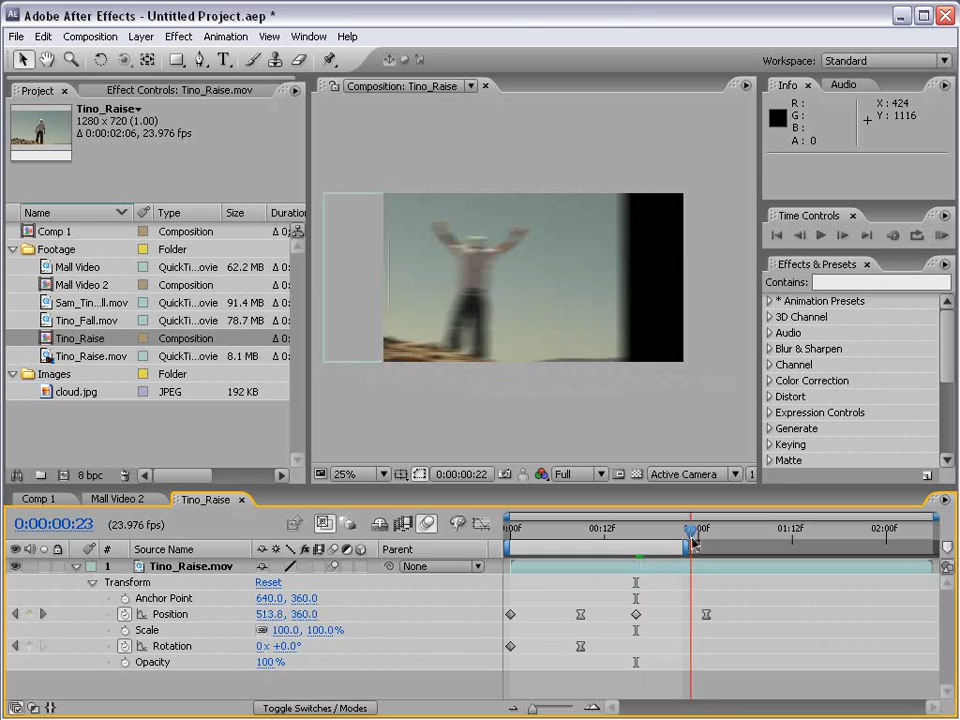 Adobe After Effects - Untitled Project.aep *
File Edit Composition Layer Effect Animation View Window Help
Workspace: Standard
Project Effect Controls: Tino_Raise.mov
Composition: Tino_Raise
Info Audio
Tino_Raise
1280 x 720 (1.00)
Δ 0:00:02:06, 23.976 fps
R :
G :
B :
A : 0
X : 424
Y : 1116
Name Type Size Duration
Comp 1 Composition Δ 0:
Footage Folder
Mall Video QuickTi...ovie 62.2 MB Δ 0:
Mall Video 2 Composition Δ 0:
Sam_Tin...ll.mov QuickTi...ovie 91.4 MB Δ 0:
Tino_Fall.mov QuickTi...ovie 78.7 MB Δ 0:
Tino_Raise Composition Δ 0:
Tino_Raise.mov QuickTi...ovie 8.1 MB Δ 0:
Images Folder
cloud.jpg JPEG 192 KB
8 bpc
25% 0:00:00:22 Full Active Camera 1
Time Controls
Effects & Presets
Contains:
* Animation Presets
3D Channel
Audio
Blur & Sharpen
Channel
Color Correction
Distort
Expression Controls
Generate
Keying
Matte
Comp 1 Mall Video 2 Tino_Raise
0:00:00:23 (23.976 fps)
:00f 00:12f 01:12f 02:00f
# Source Name Parent
1 Tino_Raise.mov None
Transform Reset
Anchor Point 640.0, 360.0
Position 513.8, 360.0
Scale 100.0, 100.0%
Rotation 0x +0.0°
Opacity 100%
Toggle Switches / Modes